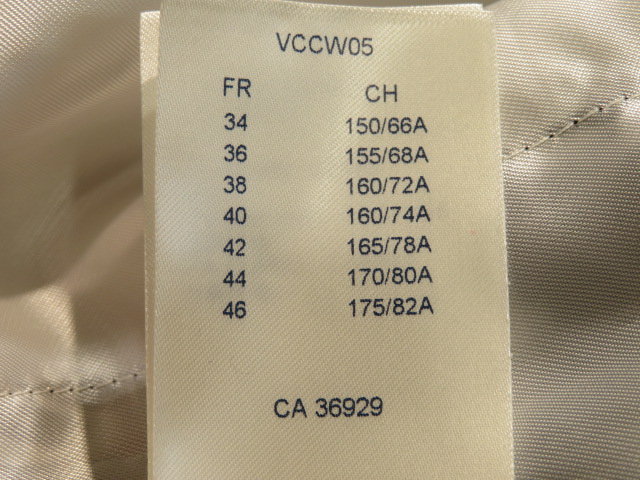 VCCW05
FR CH
34 150/66A
36 155/68A
38 160/72A
40 160/74A
42 165/78A
44 170/80A
46 175/82A
CA 36929